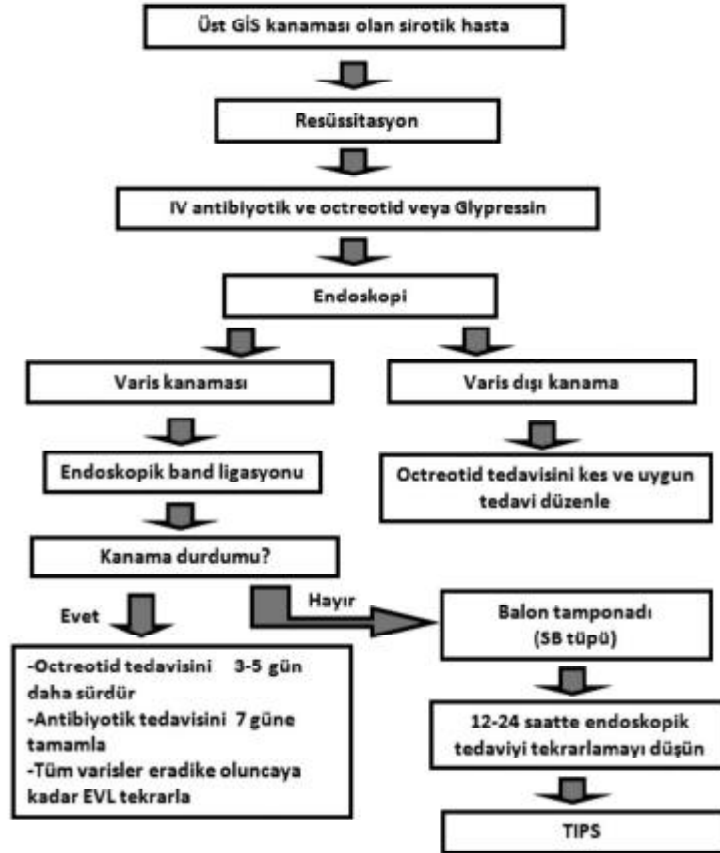 Üst GİS kanaması olan sirotik hasta
Resüssitasyon
IV antibiyotik ve octreotid veya Glypressin
Endoskopi
Varis kanaması
Varis dışı kanama
Endoskopik band ligasyonu
Octreotid tedavisini kes ve uygun
tedavi düzenle
Kanama durdumu?
Evet
Hayır
-Octreotid tedavisini 3-5 gün
daha sürdür
-Antibiyotik tedavisini 7 güne
tamamla
-Tüm varisler eradike oluncaya
kadar EVL tekrarla
Balon tamponadı
(SB tüpü)
12-24 saatte endoskopik
tedaviyi tekrarlamayı düşün
TIPS